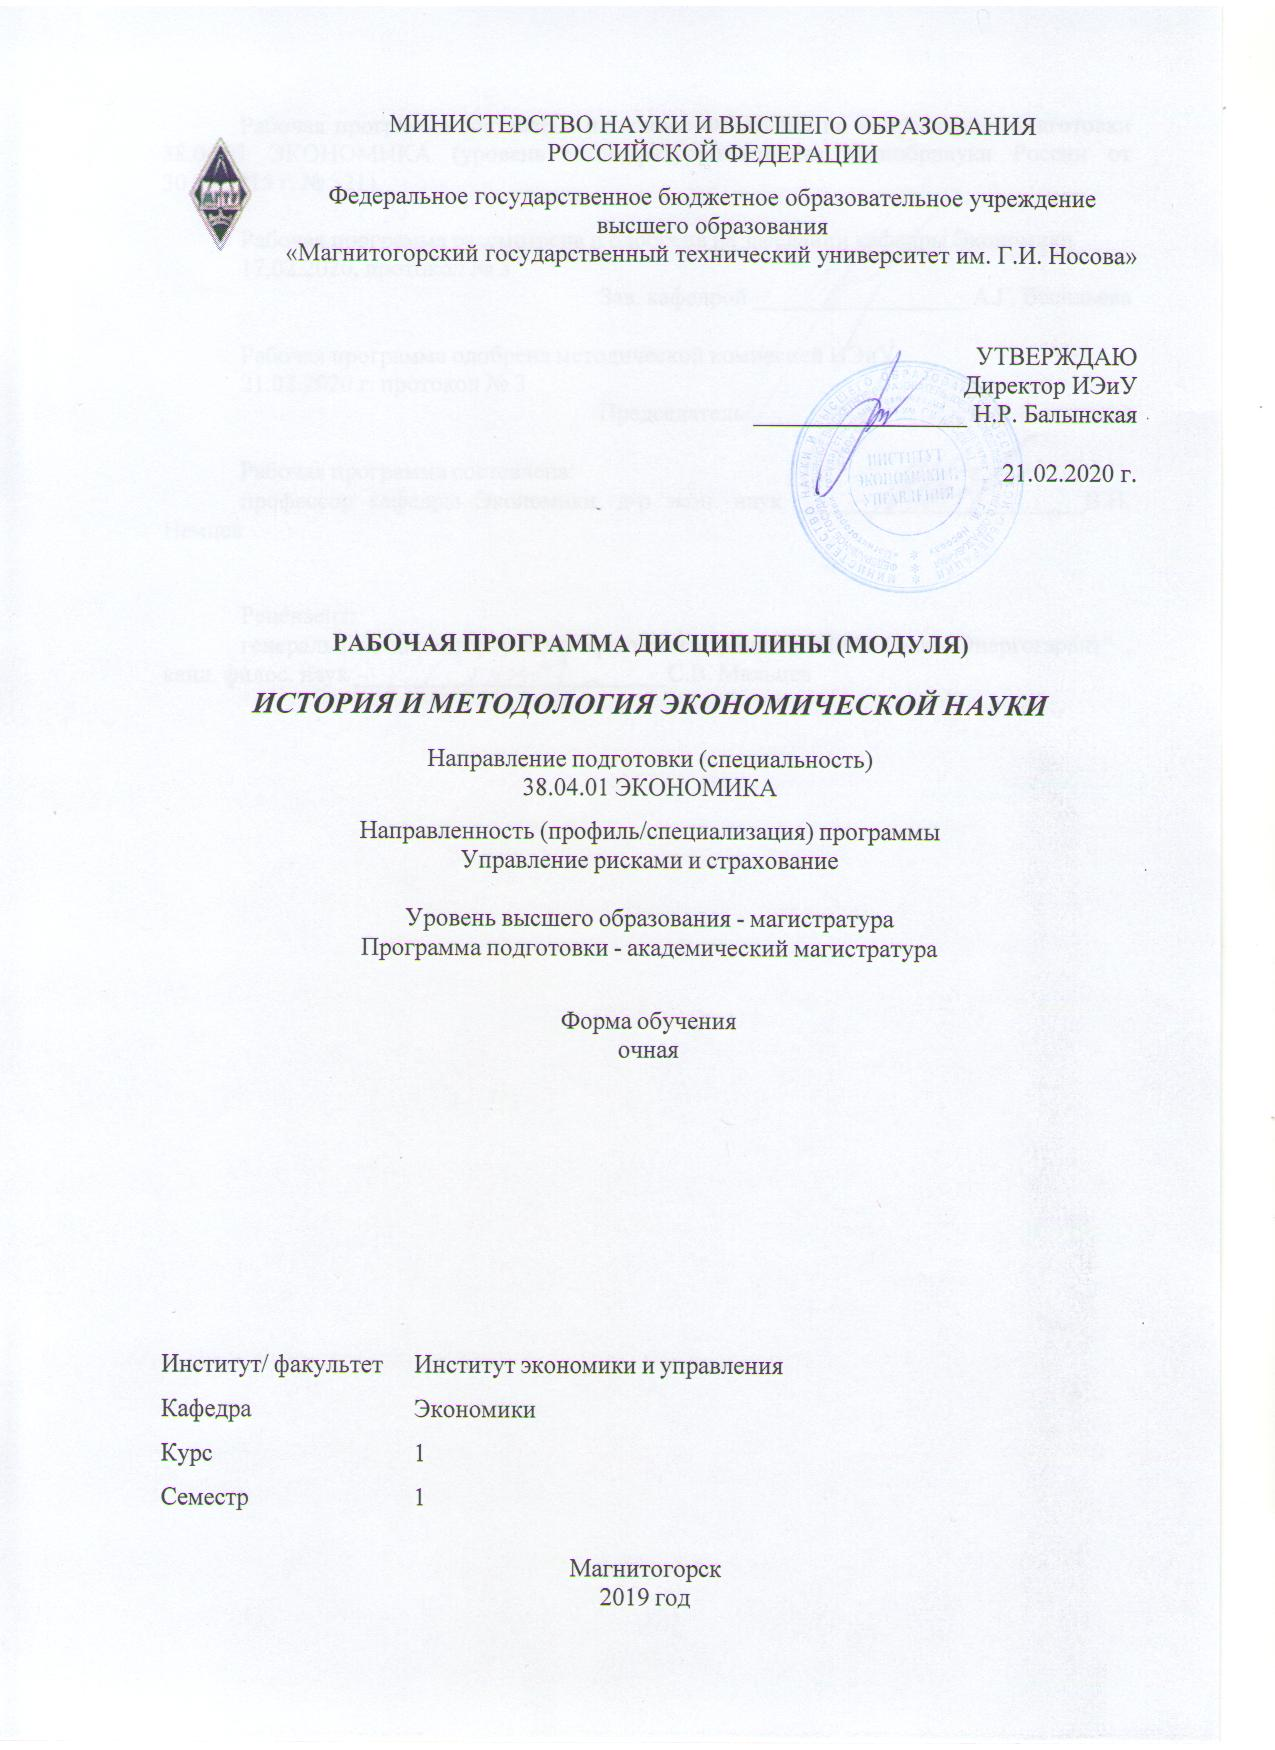 МИНИСТЕРСТВО НАУКИ И ВЫСШЕГО ОБРАЗОВАНИЯ
РОССИЙСКОЙ ФЕДЕРАЦИИ
Федеральное государственное бюджетное образовательное учреждение
высшего образования
«Магнитогорский государственный технический университет им. Г.И. Носова»
УТВЕРЖДАЮ
Директор ИЭиУ
Н.Р. Балынская
21.02.2020 г.
ИНСТИТУТ
ЭКОНОМИКИ И
УПРАВЛЕНИЯ
РАБОЧАЯ ПРОГРАММА ДИСЦИПЛИНЫ (МОДУЛЯ)
ИСТОРИЯ И МЕТОДОЛОГИЯ ЭКОНОМИЧЕСКОЙ НАУКИ
Направление подготовки (специальность)
38.04.01 ЭКОНОМИКА
Направленность (профиль/специализация) программы
Управление рисками и страхование
Уровень высшего образования - магистратура
Программа подготовки - академический магистратура
Форма обучения
очная
Институт/ факультет Институт экономики и управления
Кафедра Экономики
Курс 1
Семестр 1
Магнитогорск
2019 год